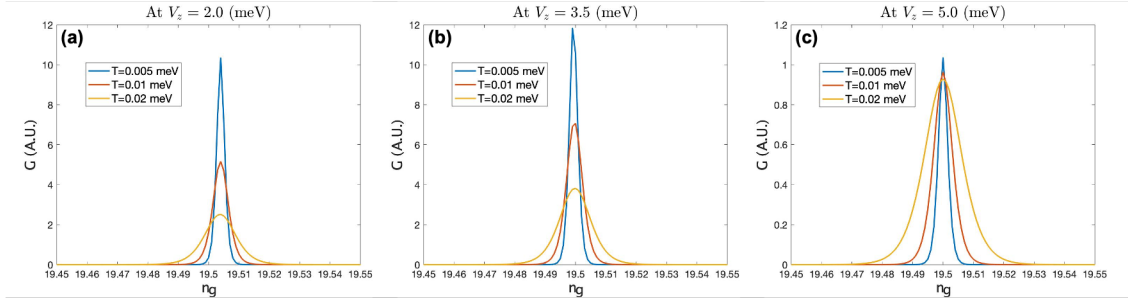 At V_z = 2.0 (meV)
(a)
T=0.005 meV
T=0.01 meV
T=0.02 meV
G (A.U.)
12
10
8
6
4
2
0
19.45 19.46 19.47 19.48 19.49 19.5 19.51 19.52 19.53 19.54 19.55
n_g
At V_z = 3.5 (meV)
(b)
T=0.005 meV
T=0.01 meV
T=0.02 meV
G (A.U.)
12
10
8
6
4
2
0
19.45 19.46 19.47 19.48 19.49 19.5 19.51 19.52 19.53 19.54 19.55
n_g
At V_z = 5.0 (meV)
(c)
T=0.005 meV
T=0.01 meV
T=0.02 meV
G (A.U.)
1.2
1
0.8
0.6
0.4
0.2
0
19.45 19.46 19.47 19.48 19.49 19.5 19.51 19.52 19.53 19.54 19.55
n_g